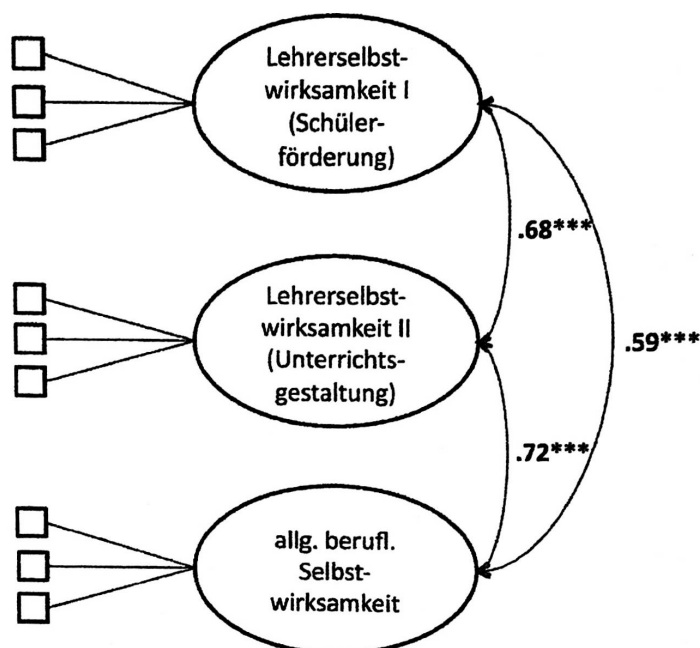 Lehrerselbst-
wirksamkeit I
(Schüler-
förderung)
.68***
Lehrerselbst-
wirksamkeit II
(Unterrichts-
gestaltung)
.59***
.72***
allg. berufl.
Selbst-
wirksamkeit